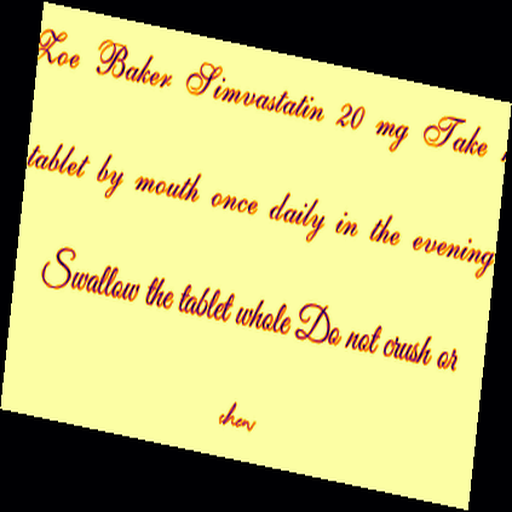 Zoe Baker Simvastatin 20 mg Take
tablet by mouth once daily in the evening
Swallow the tablet whole Do not crush or
chew